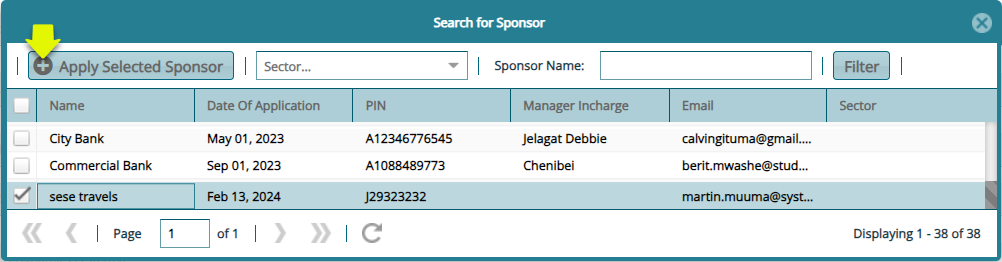 Search for Sponsor
Apply Selected Sponsor Sector... Sponsor Name: Filter
Name Date Of Application PIN Manager Incharge Email Sector
City Bank May 01, 2023 A12346776545 Jelagat Debbie calvingituma@gmail....
Commercial Bank Sep 01, 2023 A1088489773 Chenibei berit.mwashe@stud...
sese travels Feb 13, 2024 J29323232 martin.muuma@syst...
Page 1 of 1 Displaying 1 - 38 of 38